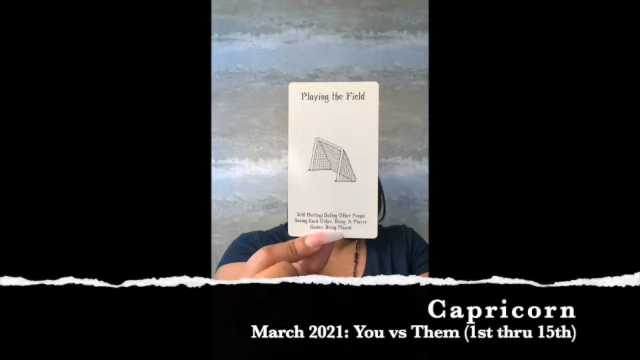 Playing the Field
Still Meeting/Dating Other People
Seeing Each Other. Being A Player
Games Being Played
Capricorn
March 2021: You vs Them (1st thru 15th)